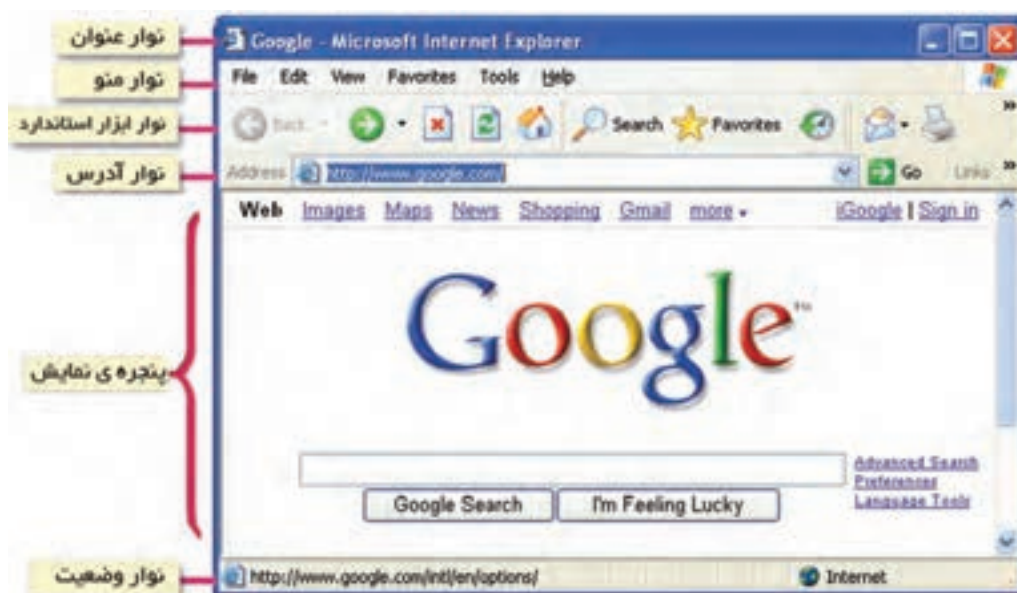 نوار عنوان
Google - Microsoft Internet Explorer
نوار منو
File Edit View Favorites Tools Help
نوار ابزار استاندارد
Back Search Favorites
نوار آدرس
Address http://www.google.com/ Go Links
Web Images Maps News Shopping Gmail more iGoogle | Sign in
Google™
پنجره ی نمایش
Advanced Search
Preferences
Language Tools
Google Search I'm Feeling Lucky
نوار وضعیت
http://www.google.com/intl/en/options/ Internet